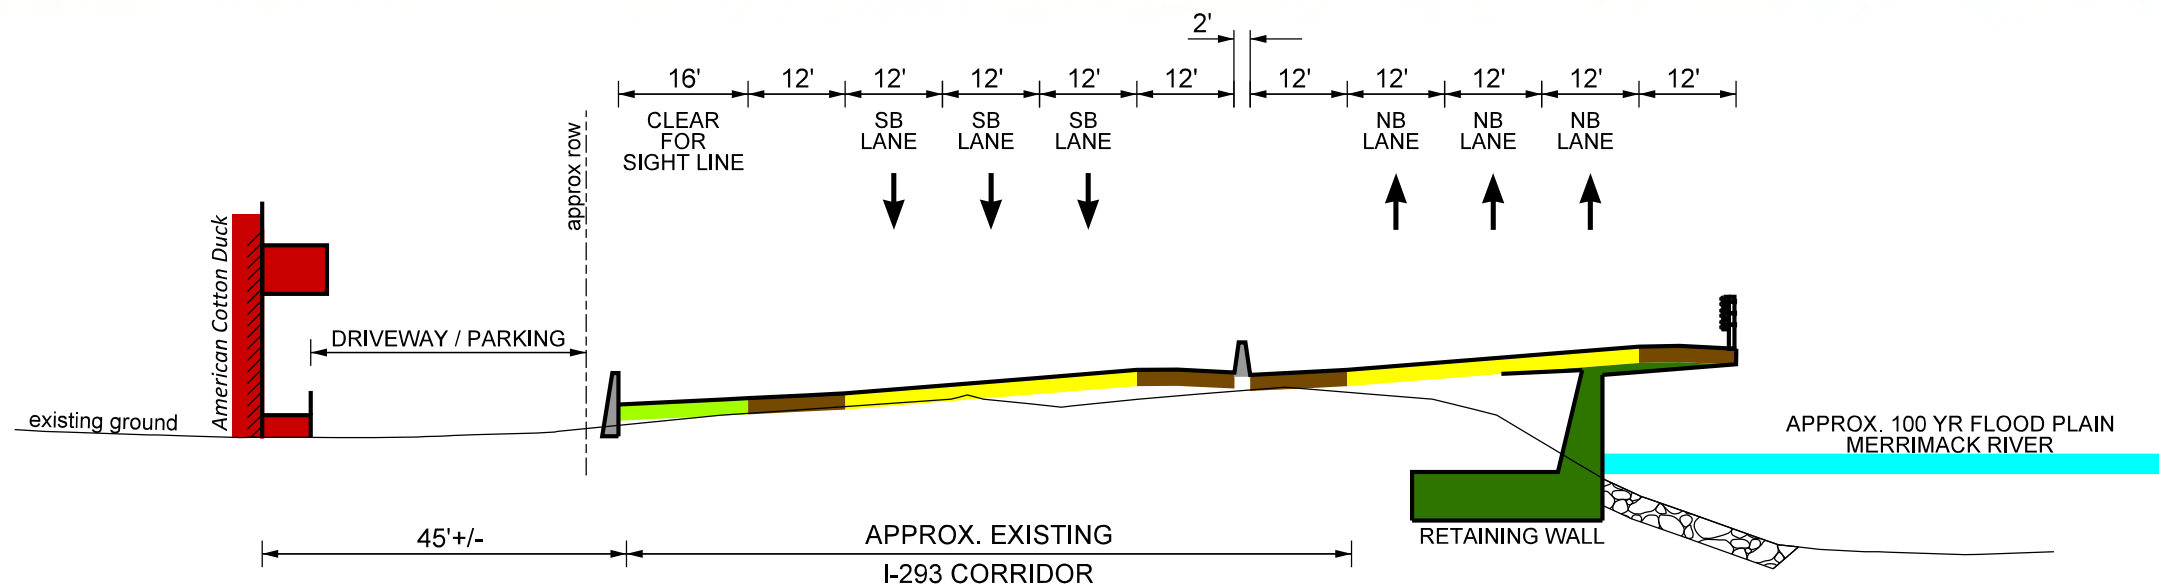 2'
16' 12' 12' 12' 12' 12' 12' 12' 12' 12' 12'
CLEAR
FOR
SIGHT LINE
SB
LANE
SB
LANE
SB
LANE
NB
LANE
NB
LANE
NB
LANE
approx row
American Cotton Duck
DRIVEWAY / PARKING
existing ground
APPROX. 100 YR FLOOD PLAIN
MERRIMACK RIVER
RETAINING WALL
45'+/-
APPROX. EXISTING
I-293 CORRIDOR